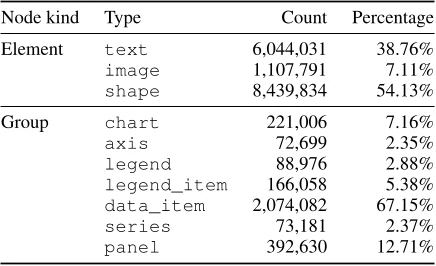 Node kind Type Count Percentage
Element text 6,044,031 38.76%
image 1,107,791 7.11%
shape 8,439,834 54.13%
Group chart 221,006 7.16%
axis 72,699 2.35%
legend 88,976 2.88%
legend_item 166,058 5.38%
data_item 2,074,082 67.15%
series 73,181 2.37%
panel 392,630 12.71%